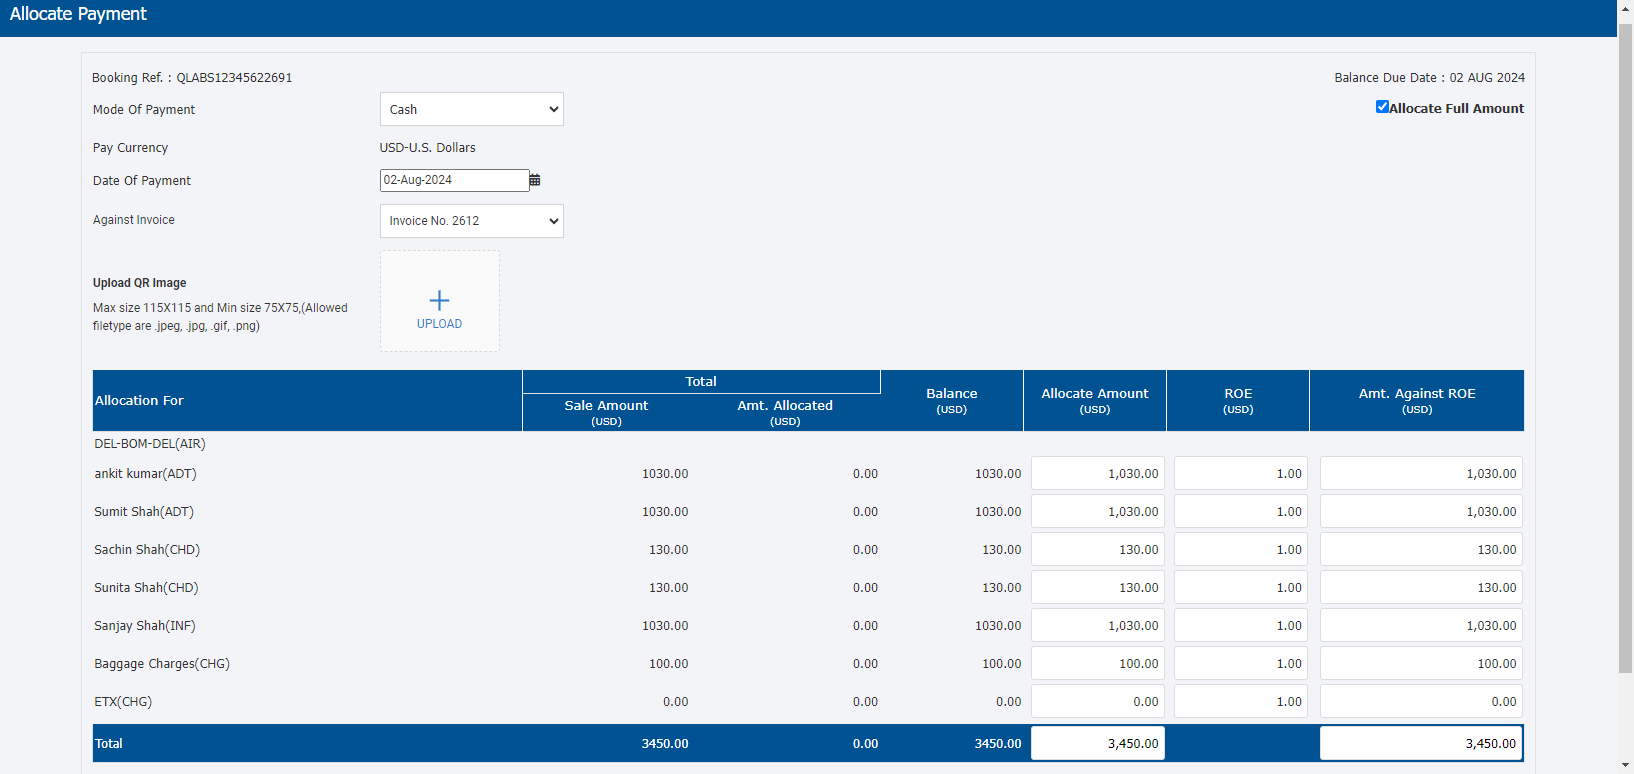 Allocate Payment
Booking Ref. : QLABS12345622691
Balance Due Date : 02 AUG 2024
Mode Of Payment
Cash
Allocate Full Amount
Pay Currency
USD-U.S. Dollars
Date Of Payment
02-Aug-2024
Against Invoice
Invoice No. 2612
Upload QR Image
Max size 115X115 and Min size 75X75,(Allowed
filetype are .jpeg, .jpg, .gif, .png)
UPLOAD
Allocation For
Total
Sale Amount
(USD)
Amt. Allocated
(USD)
Balance
(USD)
Allocate Amount
(USD)
ROE
(USD)
Amt. Against ROE
(USD)
DEL-BOM-DEL(AIR)
ankit kumar(ADT) 1030.00 0.00 1030.00 1,030.00 1.00 1,030.00
Sumit Shah(ADT) 1030.00 0.00 1030.00 1,030.00 1.00 1,030.00
Sachin Shah(CHD) 130.00 0.00 130.00 130.00 1.00 130.00
Sunita Shah(CHD) 130.00 0.00 130.00 130.00 1.00 130.00
Sanjay Shah(INF) 1030.00 0.00 1030.00 1,030.00 1.00 1,030.00
Baggage Charges(CHG) 100.00 0.00 100.00 100.00 1.00 100.00
ETX(CHG) 0.00 0.00 0.00 0.00 1.00 0.00
Total 3450.00 0.00 3450.00 3,450.00 3,450.00